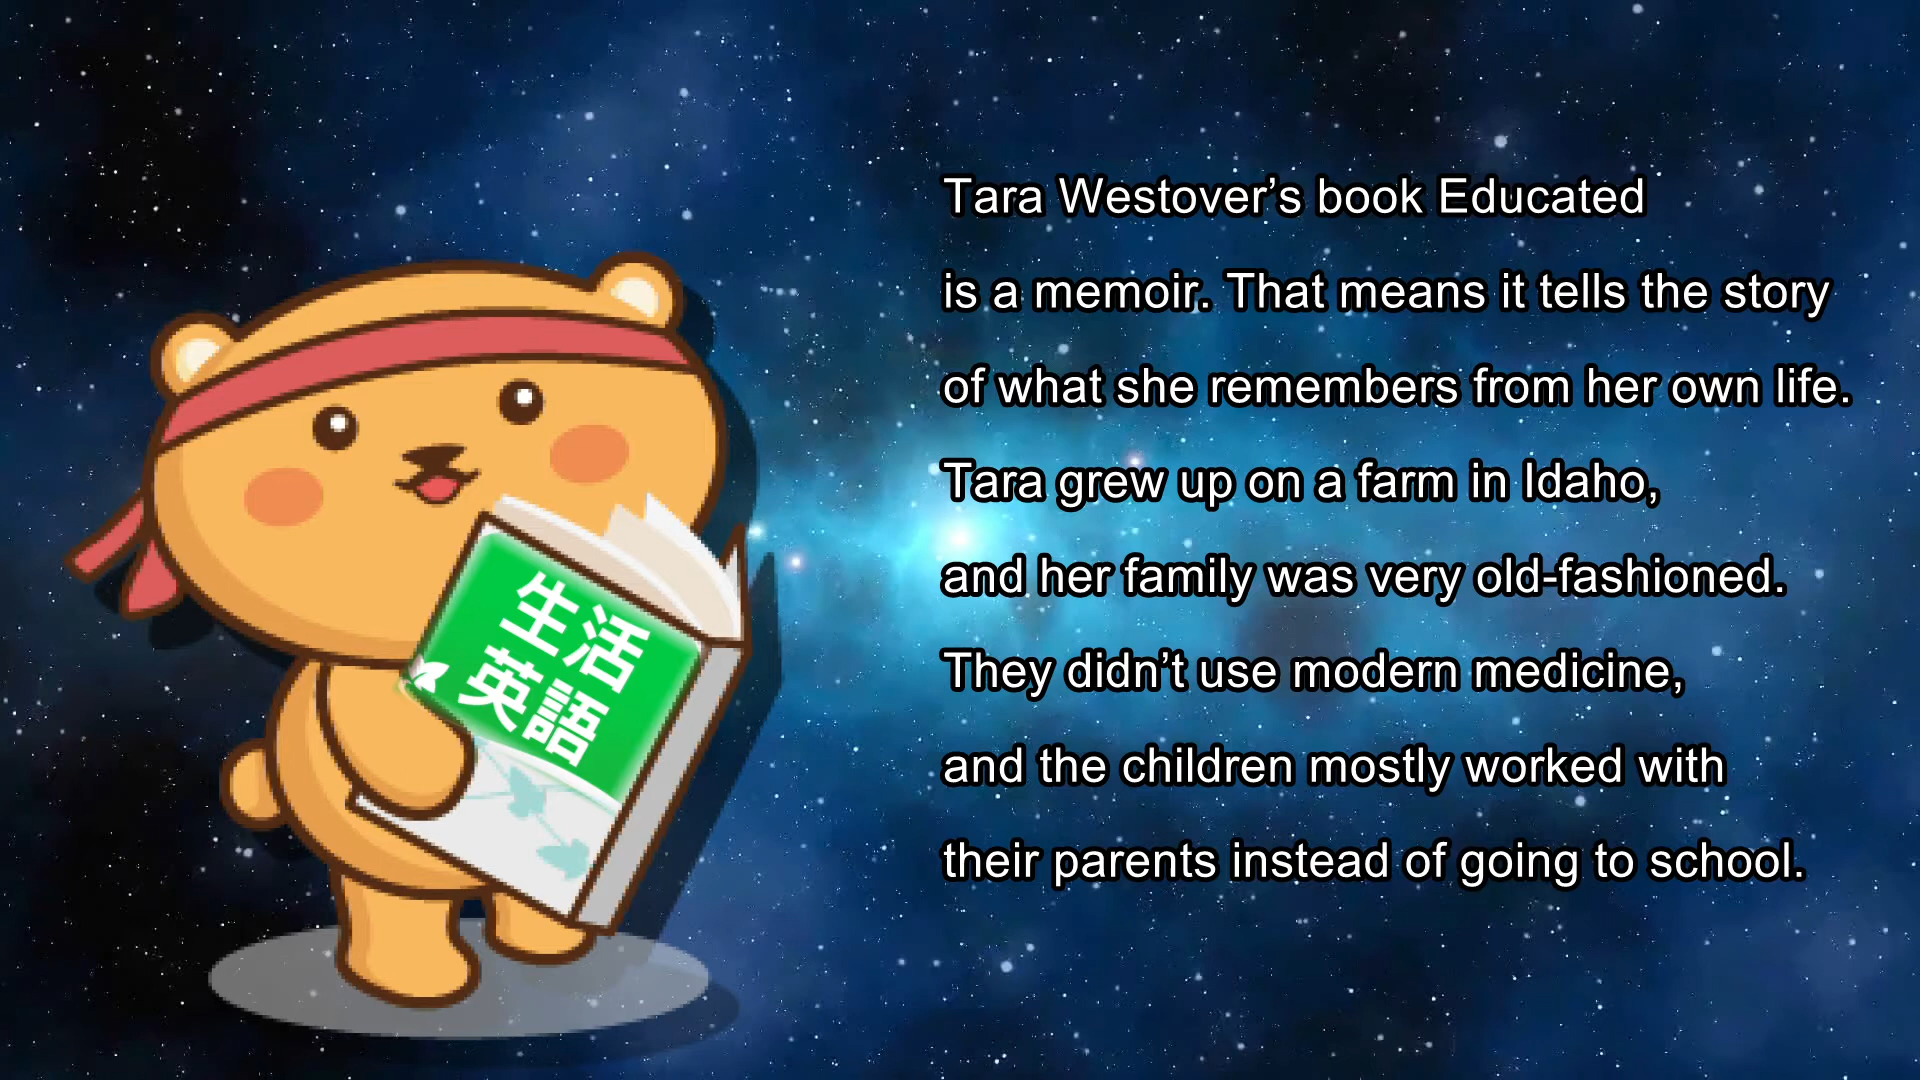 生活
英語
Tara Westover’s book Educated
is a memoir. That means it tells the story
of what she remembers from her own life.
Tara grew up on a farm in Idaho,
and her family was very old-fashioned.
They didn’t use modern medicine,
and the children mostly worked with
their parents instead of going to school.